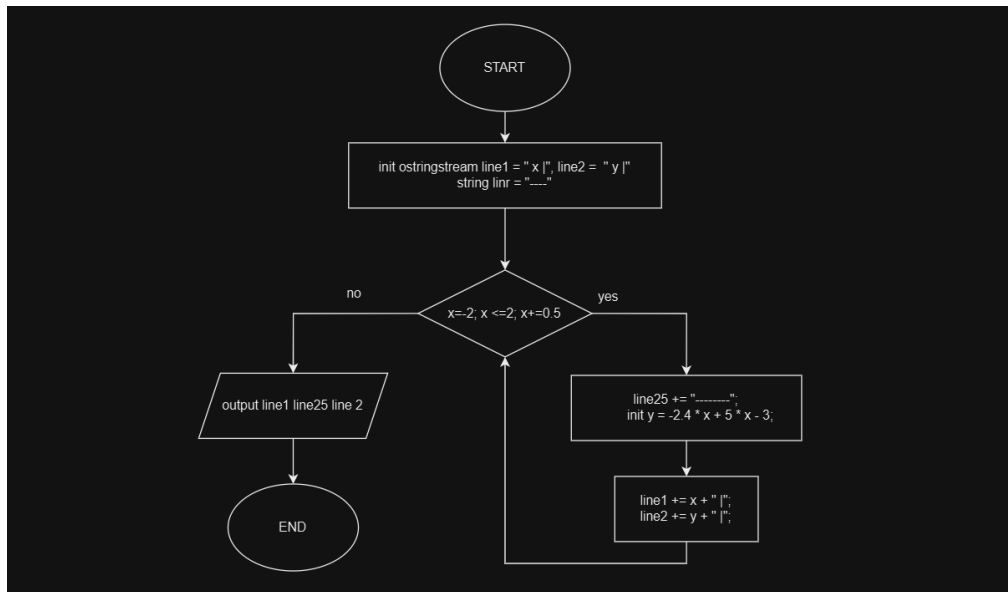 START
init ostringstream line1 = " x |", line2 =  " y |"
string linr = "----"
x=-2; x <=2; x+=0.5
no
yes
output line1 line25 line 2
line25 += "--------";
init y = -2.4 * x + 5 * x - 3;
line1 += x + " |";
line2 += y + " |";
END